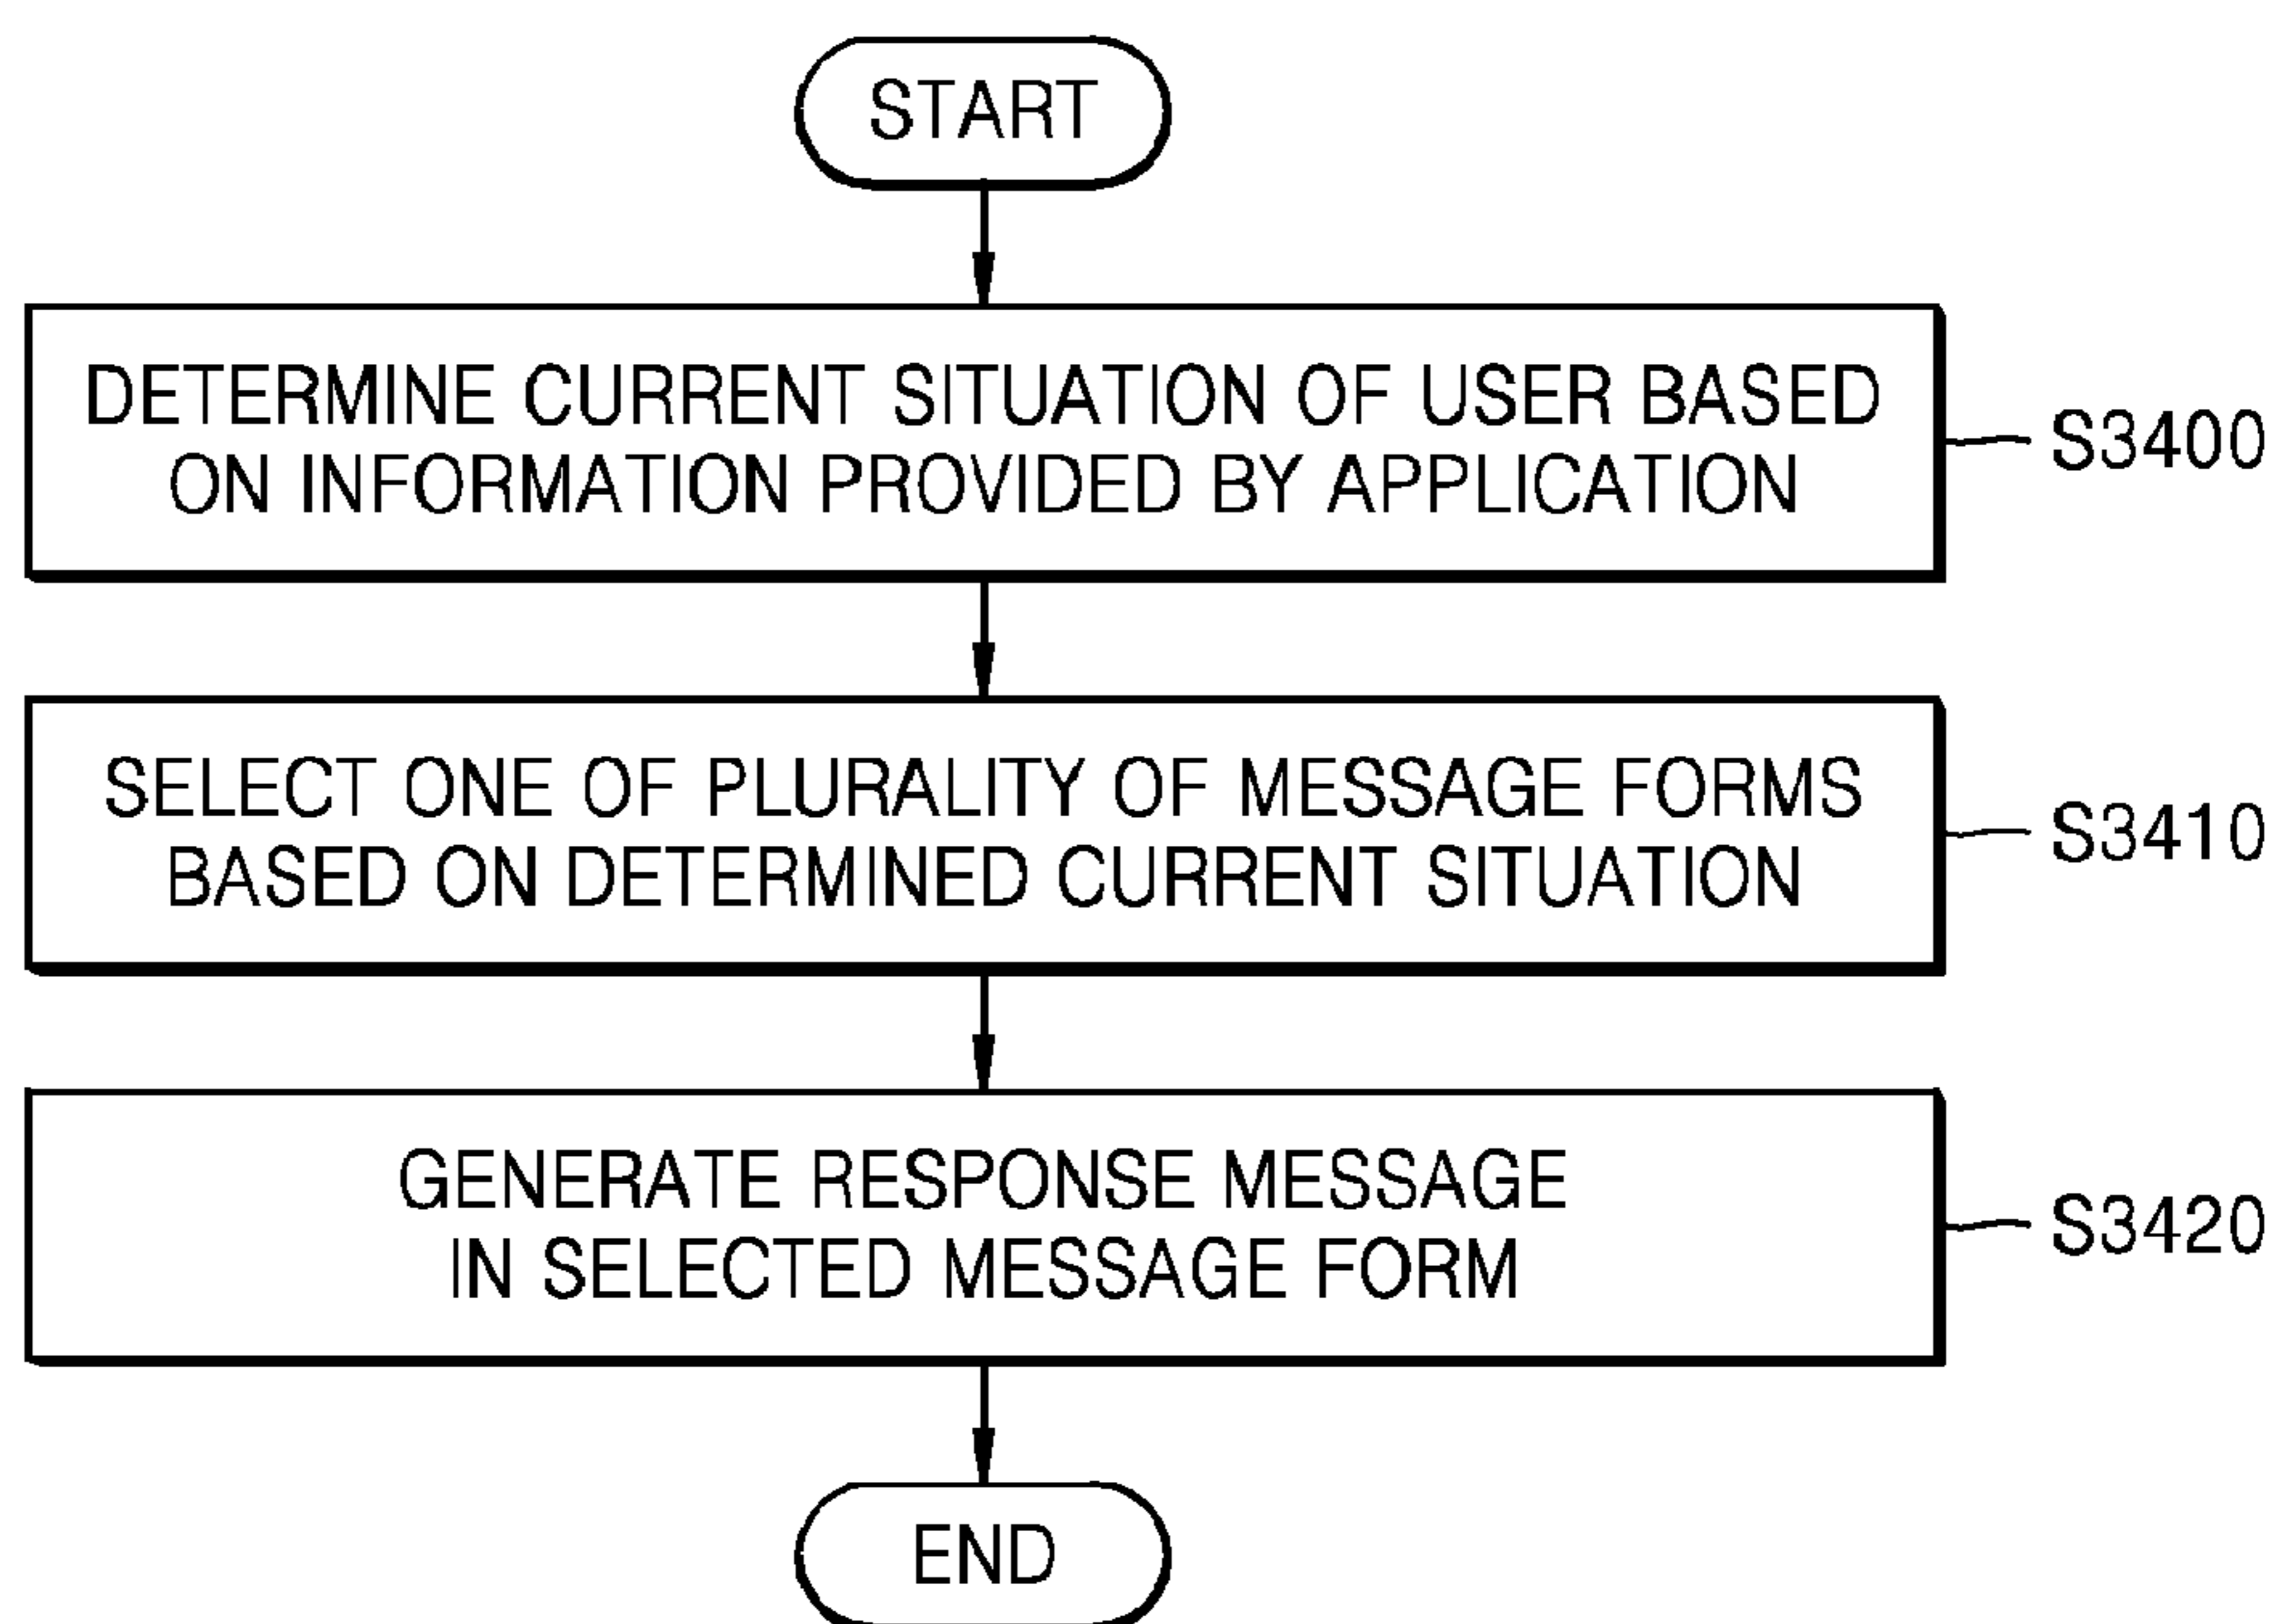 START
DETERMINE CURRENT SITUATION OF USER BASED
ON INFORMATION PROVIDED BY APPLICATION
S3400
SELECT ONE OF PLURALITY OF MESSAGE FORMS
BASED ON DETERMINED CURRENT SITUATION
S3410
GENERATE RESPONSE MESSAGE
IN SELECTED MESSAGE FORM
S3420
END